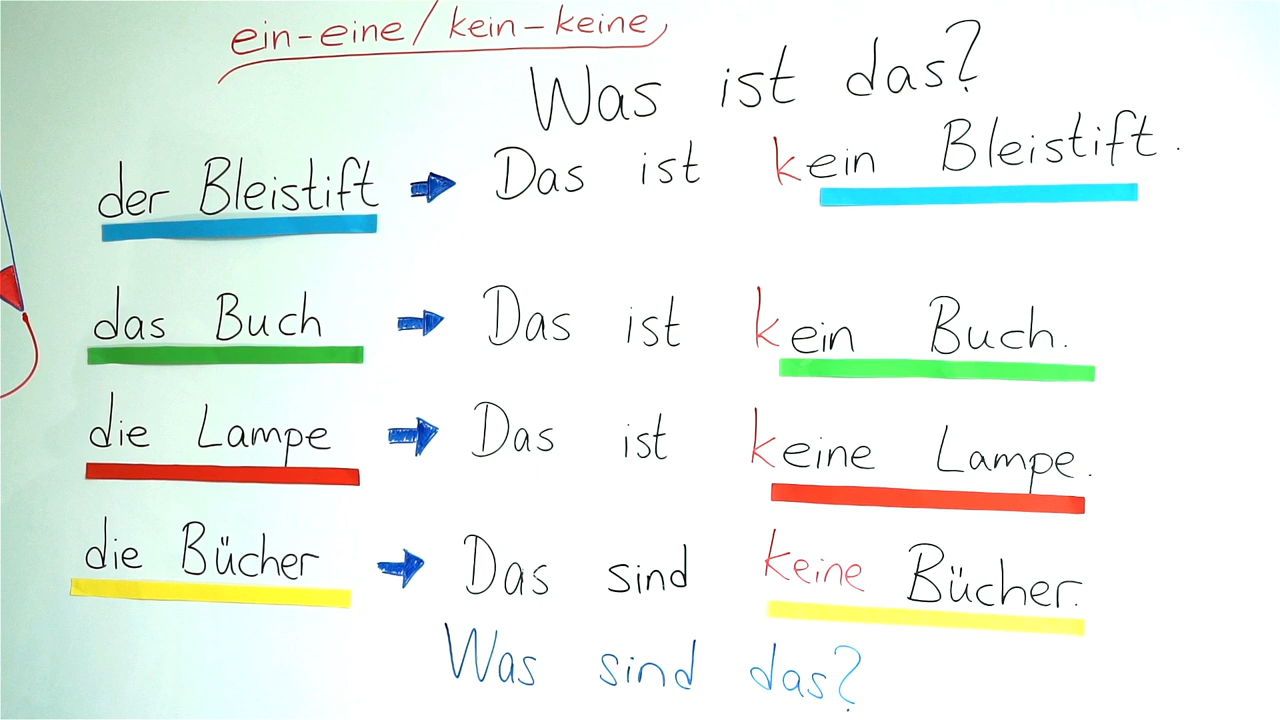 ein-eine / kein-keine
Was ist das?
der Bleistift → Das ist kein Bleistift.
das Buch → Das ist kein Buch.
die Lampe → Das ist keine Lampe.
die Bücher → Das sind keine Bücher.
Was sind das?